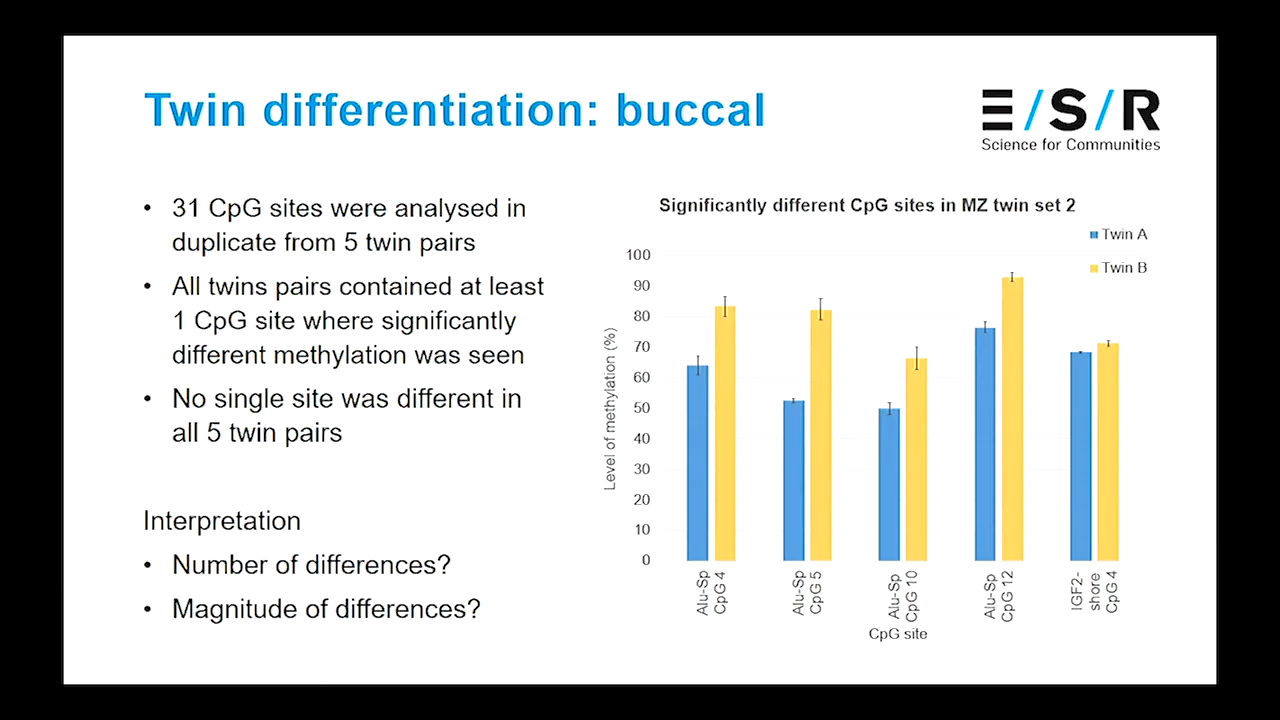 Twin differentiation: buccal
E/S/R
Science for Communities
• 31 CpG sites were analysed in
duplicate from 5 twin pairs
• All twins pairs contained at least
1 CpG site where significantly
different methylation was seen
• No single site was different in
all 5 twin pairs
Interpretation
• Number of differences?
• Magnitude of differences?
Significantly different CpG sites in MZ twin set 2
Twin A
Twin B
Level of methylation (%)
100
90
80
70
60
50
40
30
20
10
0
Alu-Sp
CpG 4
Alu-Sp
CpG 5
Alu-Sp
CpG 10
Alu-Sp
CpG 12
IGF2-
shore
CpG 4
CpG site